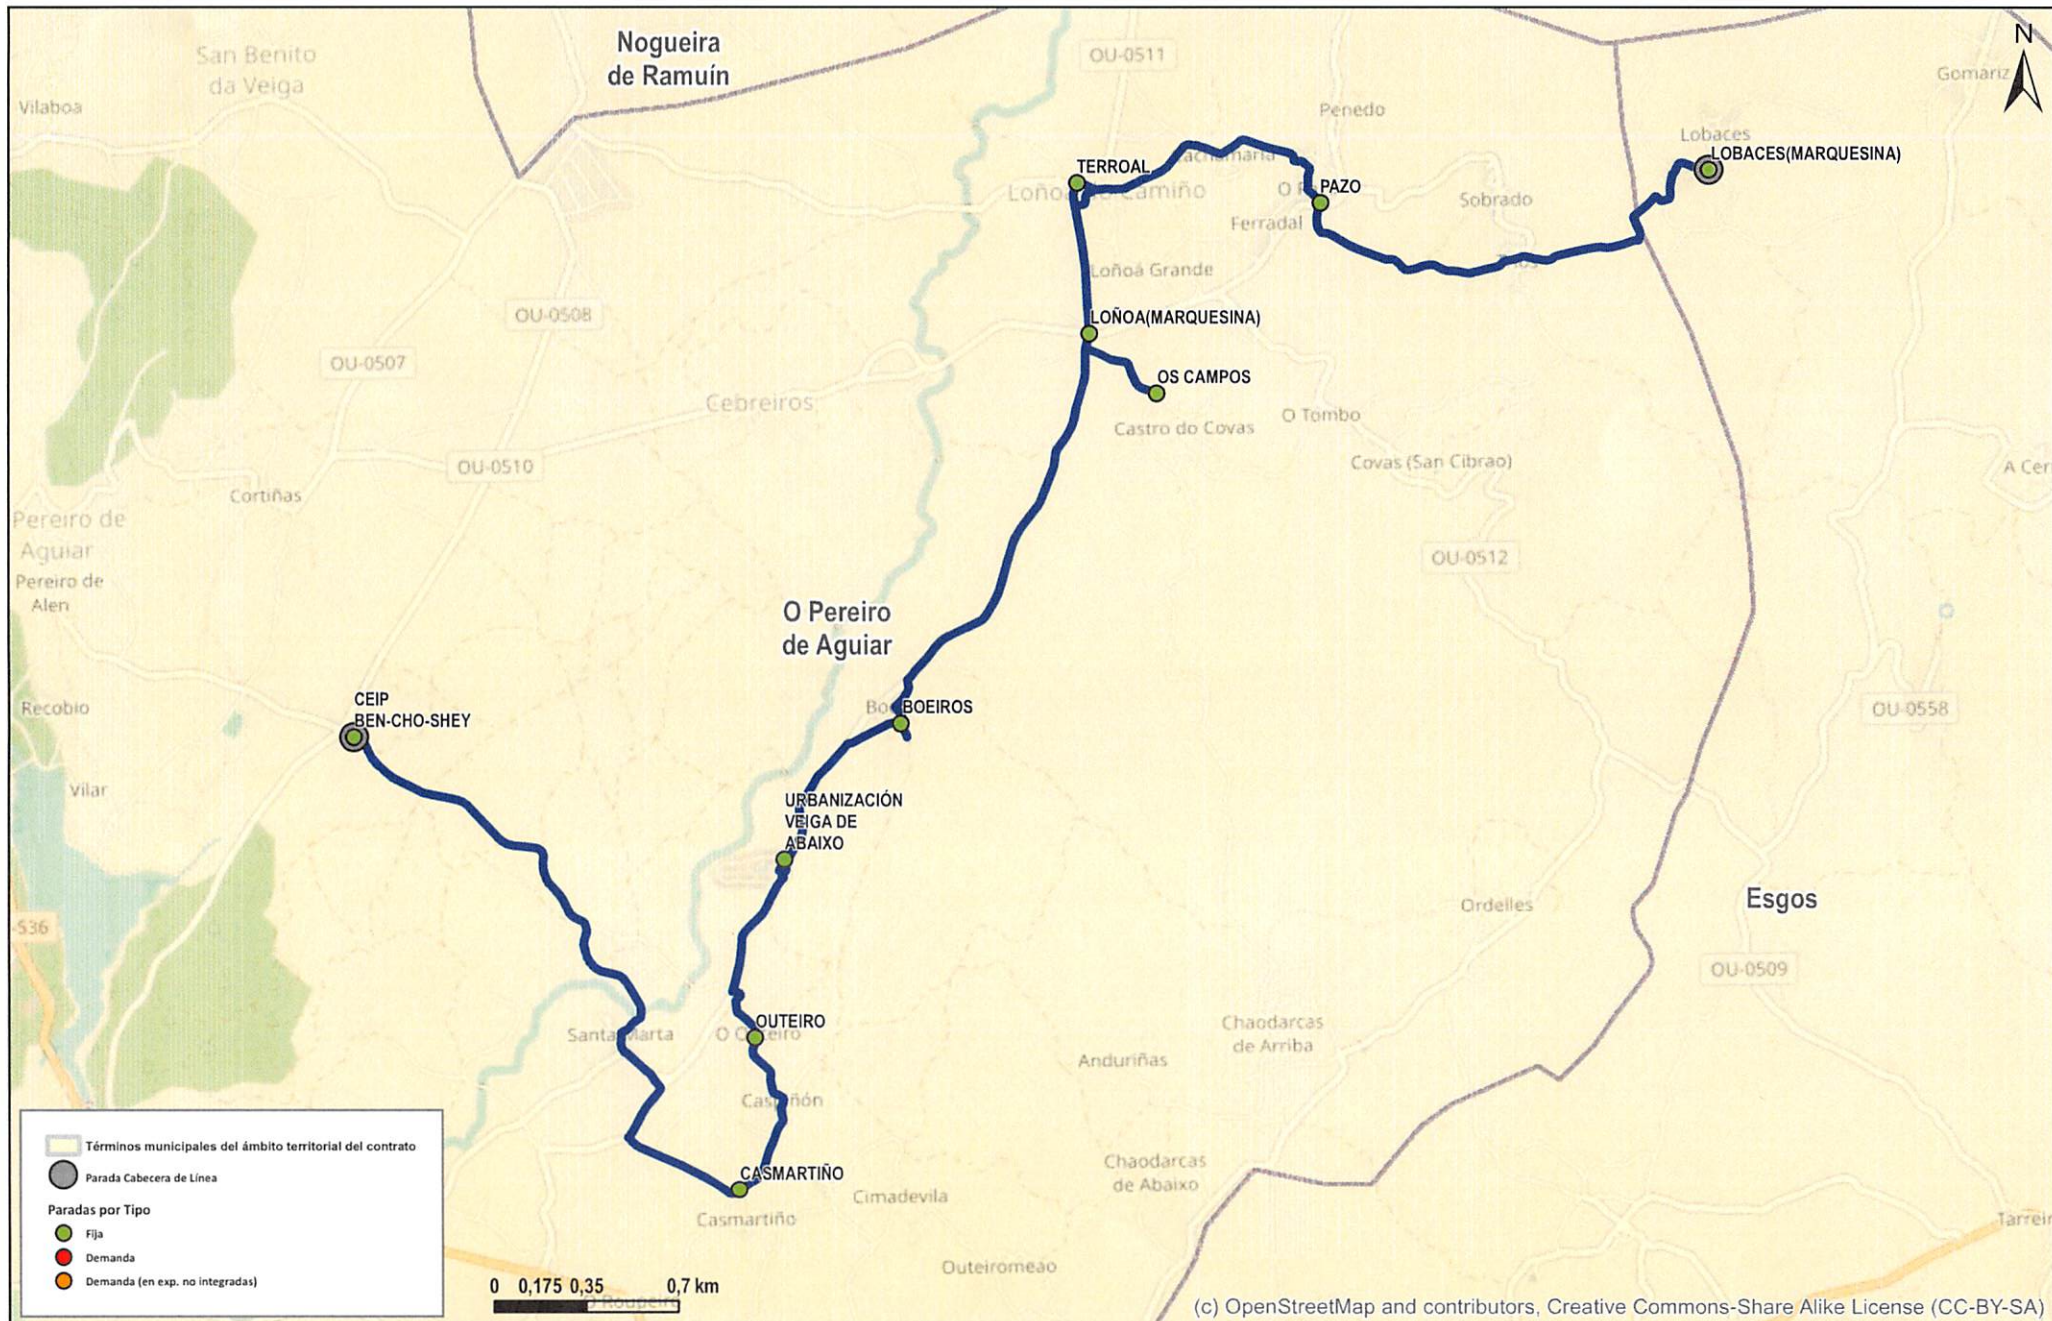 Nogueira
de Ramuín
N
San Benito
da Veiga
OU-0511
Gomariz
Vilaboa
Penedo
Lobaces
LOBACES(MARQUESINA)
TERROAL
PAZO
Sobrado
Ferradal
Loñoá Grande
OU-0508
LOÑOA(MARQUESINA)
OU-0507
OS CAMPOS
Cebreiros
Castro do Covas
O Tombo
Covas (San Cibrao)
OU-0510
Cortiñas
Pereiro de
Aguiar
OU-0512
Pereiro de
Alen
O Pereiro
de Aguiar
CEIP
BEN-CHO-SHEY
Recobio
BOEIROS
OU-0558
Vilar
URBANIZACIÓN
VEIGA DE
ABAIXO
Esgos
Ordelles
-536
OU-0509
OUTEIRO
Santa Marta
Chaodarcas
de Arriba
Anduriñas
CASMARTIÑO
Cimadevila
Chaodarcas
de Abaixo
Casmartiño
Outeiromeao
Términos municipales del ámbito territorial del contrato
Parada Cabecera de Línea
Paradas por Tipo
Fija
Demanda
Demanda (en exp. no integradas)
0 0,175 0,35 0,7 km
(c) OpenStreetMap and contributors, Creative Commons-Share Alike License (CC-BY-SA)